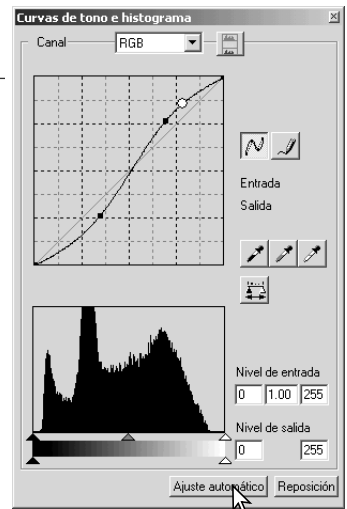 Curvas de tono e histograma
Canal RGB
Entrada
Salida
Nivel de entrada
0 1.00 255
Nivel de salida
0 255
Ajuste automático Reposición